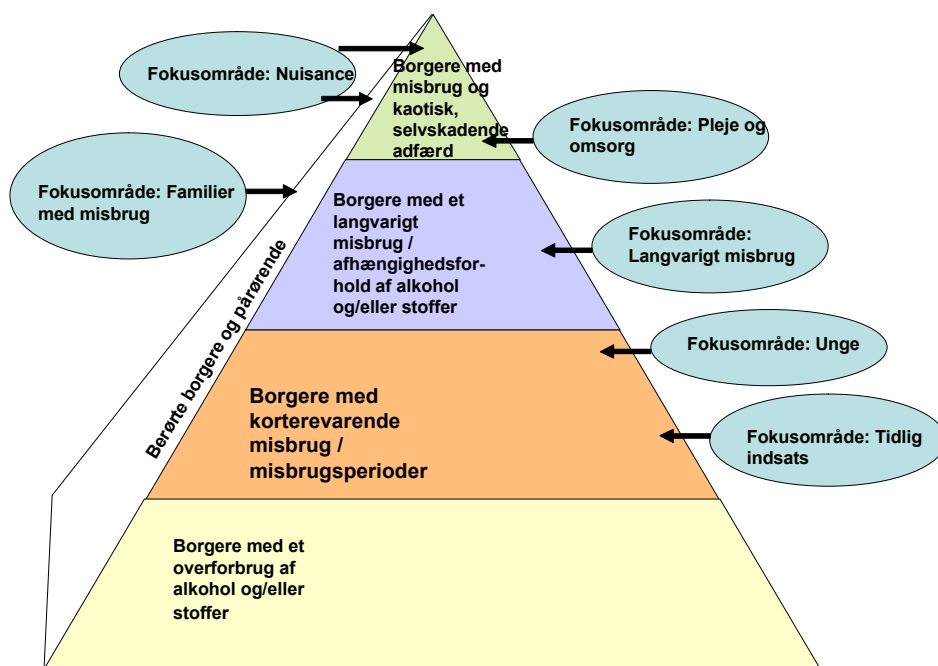 Fokusområde: Nuisance
Borgere med
misbrug og
kaotisk,
selvskadende
adfærd
Fokusområde: Pleje og
omsorg
Fokusområde: Familier
med misbrug
Borgere med et
langvarigt
misbrug /
afhængighedsfor-
hold af alkohol
og/eller stoffer
Fokusområde:
Langvarigt misbrug
Berørte borgere og pårørende
Fokusområde: Unge
Borgere med
korterevarende
misbrug /
misbrugsperioder
Fokusområde: Tidlig
indsats
Borgere med et
overforbrug af
alkohol og/eller
stoffer